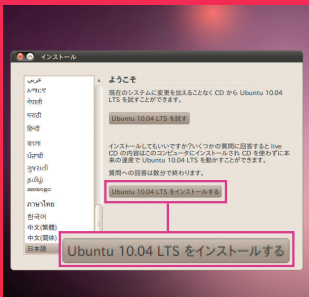 インストール
عربي
አማርኛ
नेपाली
मराठी
हिन्दी
বাংলা
ਪੰਜਾਬੀ
ગુજરાતી
தமிழ்
മലയാളം
ภาษาไทย
한국어
中文(繁體)
中文(简体)
日本語
ようこそ
現在のシステムに変更を加えることなく CD から Ubuntu 10.04
LTS を試すことができます。
Ubuntu 10.04 LTS を試す
インストールしてもいいですか?いくつかの質問に回答すると live
CD の内容はこのコンピュータにインストールされ CD を使わずに本
来の速度で Ubuntu 10.04 LTS を動かすことができます。
質問への回答は数分で終わります。
Ubuntu 10.04 LTS をインストールする
Ubuntu 10.04 LTS をインストールする